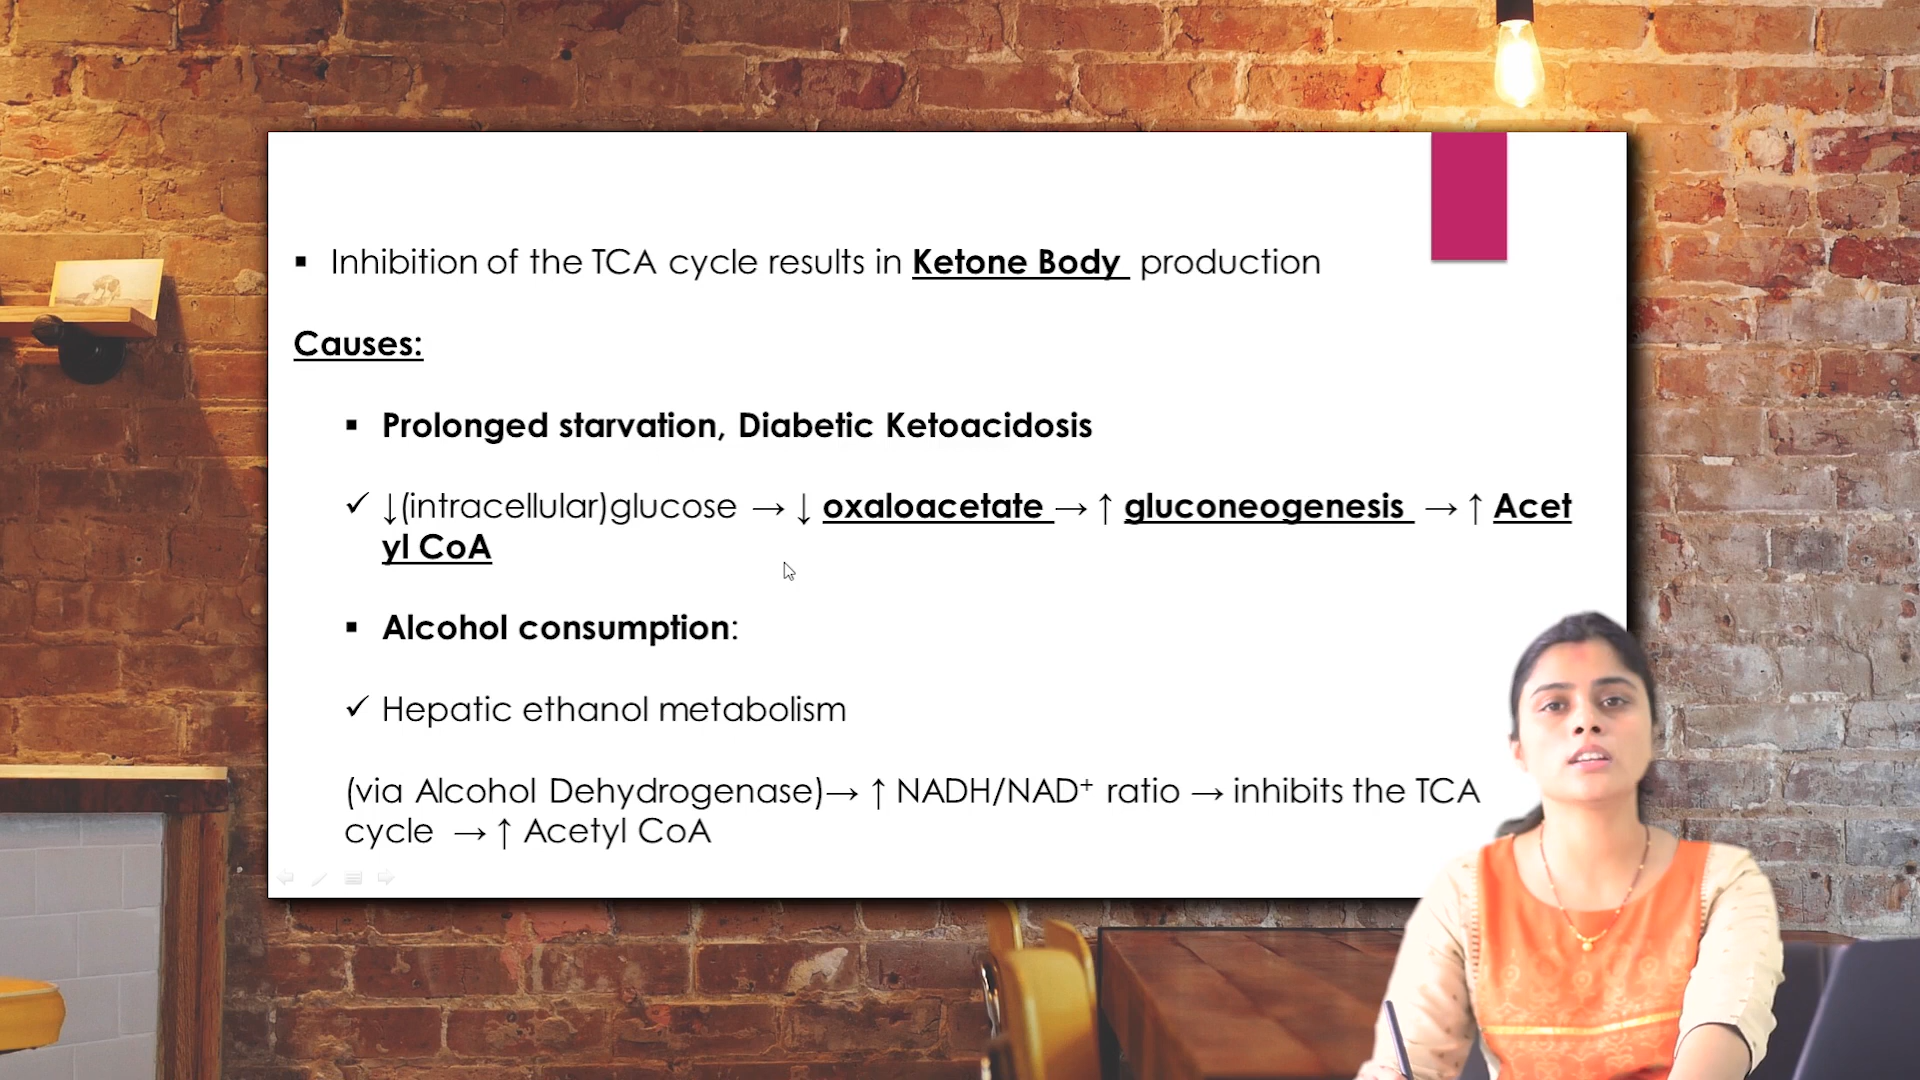 ▪ Inhibition of the TCA cycle results in Ketone Body production
Causes:
▪ Prolonged starvation, Diabetic Ketoacidosis
✓ ↓(intracellular)glucose → ↓ oxaloacetate → ↑ gluconeogenesis → ↑ Acet
yl CoA
▪ Alcohol consumption:
✓ Hepatic ethanol metabolism
(via Alcohol Dehydrogenase)→ ↑ NADH/NAD⁺ ratio → inhibits the TCA
cycle → ↑ Acetyl CoA